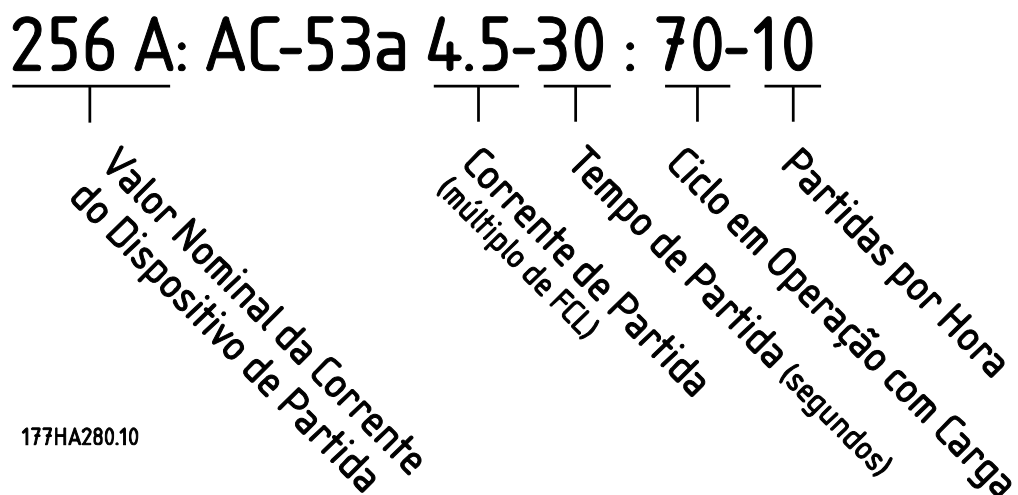 256 A: AC-53a 4.5-30 : 70-10
Valor Nominal da Corrente
do Dispositivo de Partida
Corrente de Partida
(múltiplo de FCL)
Tempo de Partida (segundos)
Ciclo em Operação com Carga
Partidas por Hora
177HA280.10